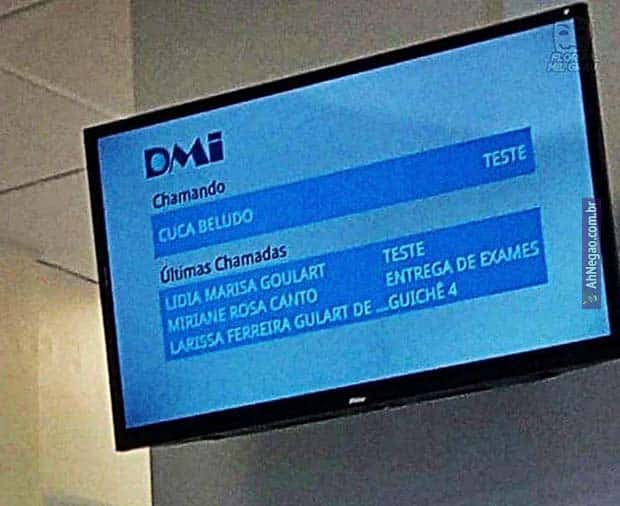 DMI
Chamando
CUCA BELUDO TESTE
Últimas Chamadas
LIDIA MARISA GOULART TESTE
MIRIANE ROSA CANTO ENTREGA DE EXAMES
LARISSA FERREIRA GULART DE ...GUICHÊ 4
AhNegao.com.br